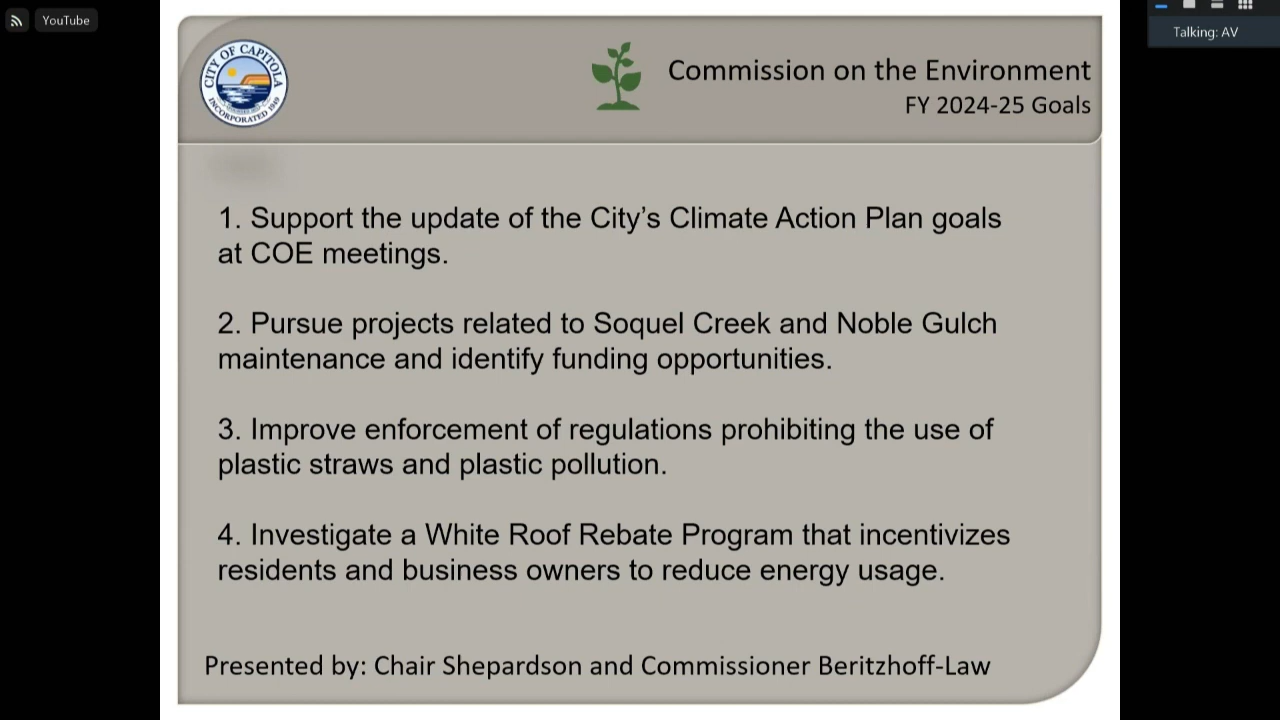 YouTube
Talking: AV
CITY OF CAPITOLA
INCORPORATED 1949
Commission on the Environment
FY 2024-25 Goals
1. Support the update of the City’s Climate Action Plan goals
at COE meetings.
2. Pursue projects related to Soquel Creek and Noble Gulch
maintenance and identify funding opportunities.
3. Improve enforcement of regulations prohibiting the use of
plastic straws and plastic pollution.
4. Investigate a White Roof Rebate Program that incentivizes
residents and business owners to reduce energy usage.
Presented by: Chair Shepardson and Commissioner Beritzhoff-Law